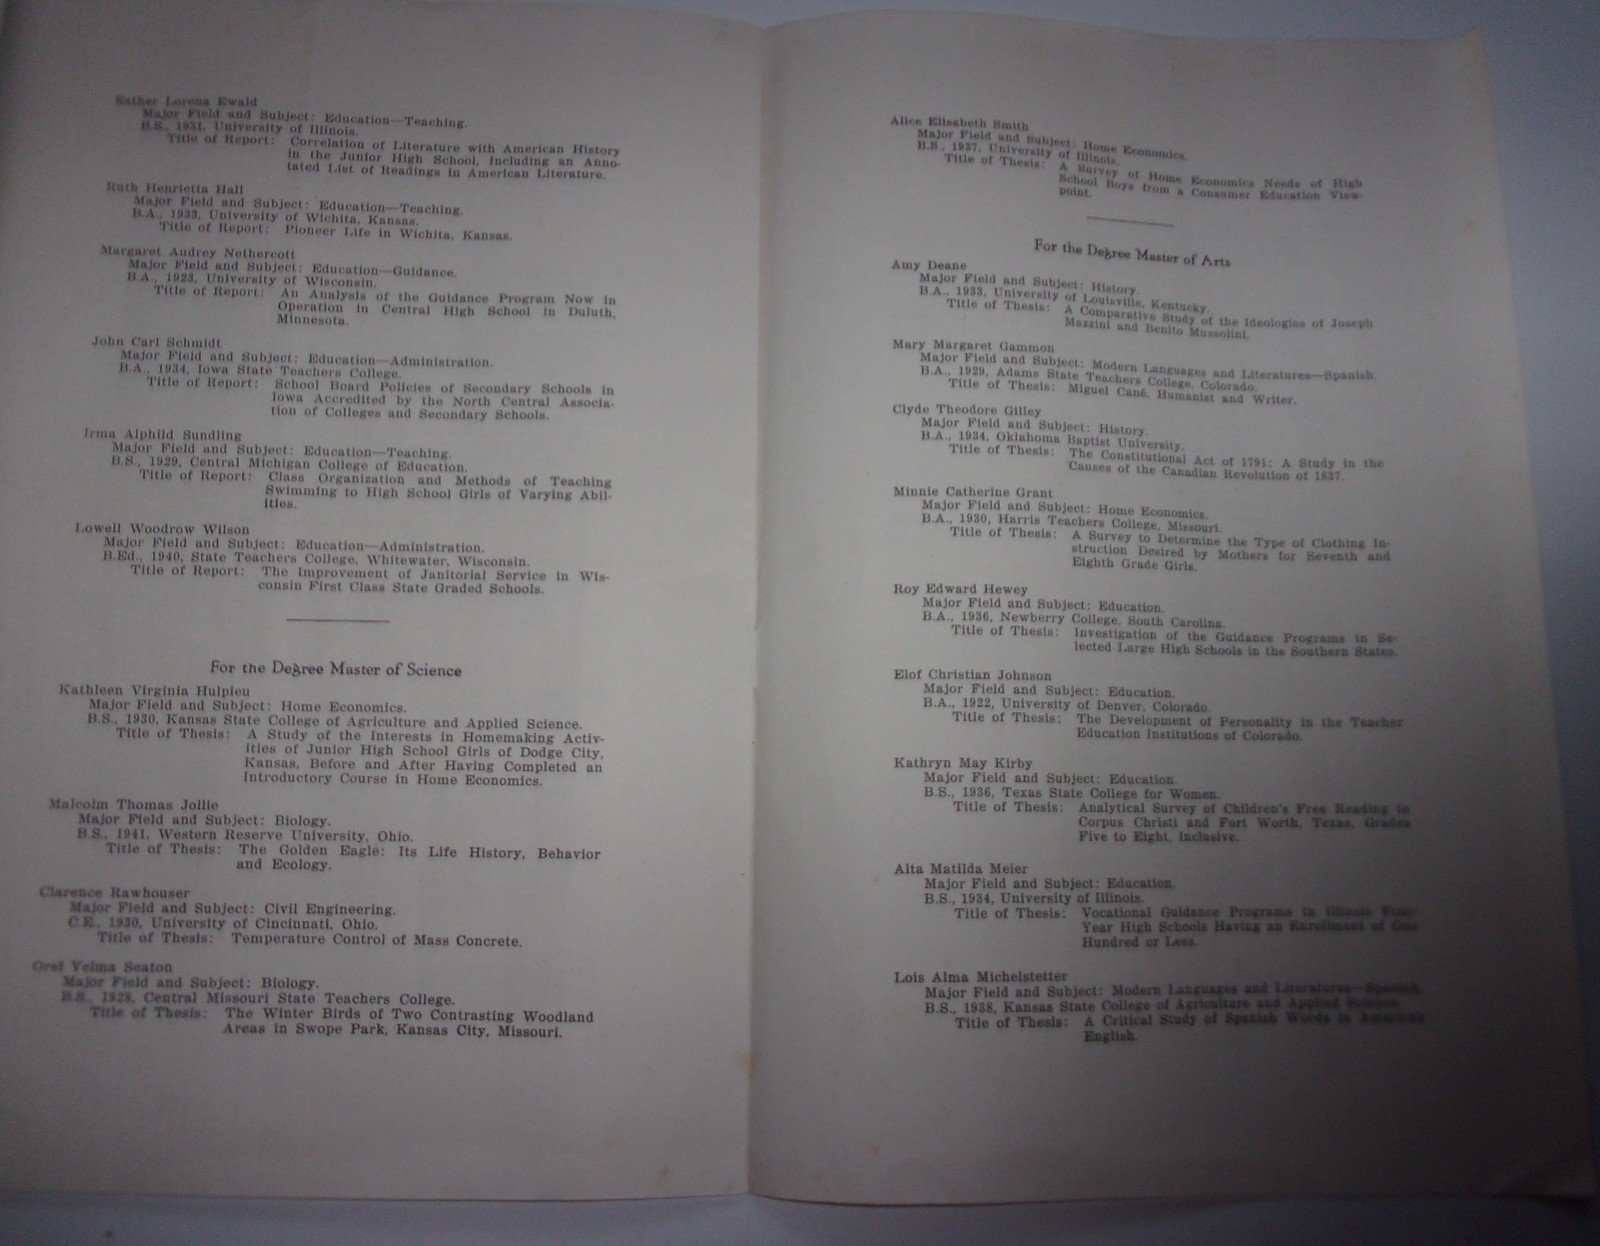 Esther Lorena Ewald
Major Field and Subject: Education—Teaching.
B.S., 1931, University of Illinois.
Title of Report: Correlation of Literature with American History
in the Junior High School, Including an Anno-
tated List of Readings in American Literature.
Ruth Henrietta Hall
Major Field and Subject: Education—Teaching.
B.A., 1933, University of Wichita, Kansas.
Title of Report: Pioneer Life in Wichita, Kansas.
Margaret Audrey Nethercott
Major Field and Subject: Education—Guidance.
B.A., 1923, University of Wisconsin.
Title of Report: An Analysis of the Guidance Program Now in
Operation in Central High School in Duluth,
Minnesota.
John Carl Schmidt
Major Field and Subject: Education—Administration.
B.A., 1934, Iowa State Teachers College.
Title of Report: School Board Policies of Secondary Schools in
Iowa Accredited by the North Central Associa-
tion of Colleges and Secondary Schools.
Irma Alphild Sundling
Major Field and Subject: Education—Teaching.
B.S., 1929, Central Michigan College of Education.
Title of Report: Class Organization and Methods of Teaching
Swimming to High School Girls of Varying Abil-
ities.
Lowell Woodrow Wilson
Major Field and Subject: Education—Administration.
B.Ed., 1940, State Teachers College, Whitewater, Wisconsin.
Title of Report: The Improvement of Janitorial Service in Wis-
consin First Class State Graded Schools.
For the Degree Master of Science
Kathleen Virginia Hulpieu
Major Field and Subject: Home Economics.
B.S., 1930, Kansas State College of Agriculture and Applied Science.
Title of Thesis: A Study of the Interests in Homemaking Activ-
ities of Junior High School Girls of Dodge City,
Kansas, Before and After Having Completed an
Introductory Course in Home Economics.
Malcolm Thomas Jollie
Major Field and Subject: Biology.
B.S., 1941, Western Reserve University, Ohio.
Title of Thesis: The Golden Eagle: Its Life History, Behavior
and Ecology.
Clarence Rawhouser
Major Field and Subject: Civil Engineering.
C.E., 1930, University of Cincinnati, Ohio.
Title of Thesis: Temperature Control of Mass Concrete.
Oref Velma Seaton
Major Field and Subject: Biology.
B.S., 1928, Central Missouri State Teachers College.
Title of Thesis: The Winter Birds of Two Contrasting Woodland
Areas in Swope Park, Kansas City, Missouri.
Alice Elisabeth Smith
Major Field and Subject: Home Economics.
B.S., 1937, University of Illinois.
Title of Thesis: A Survey of Home Economics Needs of High
School Boys from a Consumer Education View-
point.
For the Degree Master of Arts
Amy Deane
Major Field and Subject: History.
B.A., 1933, University of Louisville, Kentucky.
Title of Thesis: A Comparative Study of the Ideologies of Joseph
Mazzini and Benito Mussolini.
Mary Margaret Gammon
Major Field and Subject: Modern Languages and Literatures—Spanish.
B.A., 1929, Adams State Teachers College, Colorado.
Title of Thesis: Miguel Cané, Humanist and Writer.
Clyde Theodore Gilley
Major Field and Subject: History.
B.A., 1934, Oklahoma Baptist University.
Title of Thesis: The Constitutional Act of 1791: A Study in the
Causes of the Canadian Revolution of 1837.
Minnie Catherine Grant
Major Field and Subject: Home Economics.
B.A., 1930, Harris Teachers College, Missouri.
Title of Thesis: A Survey to Determine the Type of Clothing In-
struction Desired by Mothers for Seventh and
Eighth Grade Girls.
Roy Edward Hewey
Major Field and Subject: Education.
B.A., 1936, Newberry College, South Carolina.
Title of Thesis: Investigation of the Guidance Programs in Se-
lected Large High Schools in the Southern States.
Elof Christian Johnson
Major Field and Subject: Education.
B.A., 1922, University of Denver, Colorado.
Title of Thesis: The Development of Personality in the Teacher
Education Institutions of Colorado.
Kathryn May Kirby
Major Field and Subject: Education.
B.S., 1936, Texas State College for Women.
Title of Thesis: Analytical Survey of Children's Free Reading in
Corpus Christi and Fort Worth, Texas, Grades
Five to Eight, Inclusive.
Alta Matilda Meier
Major Field and Subject: Education.
B.S., 1934, University of Illinois.
Title of Thesis: Vocational Guidance Programs in Illinois Four-
Year High Schools Having an Enrollment of One
Hundred or Less.
Lois Alma Michelstetter
Major Field and Subject: Modern Languages and Literatures—Spanish.
B.S., 1938, Kansas State College of Agriculture and Applied Science.
Title of Thesis: A Critical Study of Spanish Words in American
English.